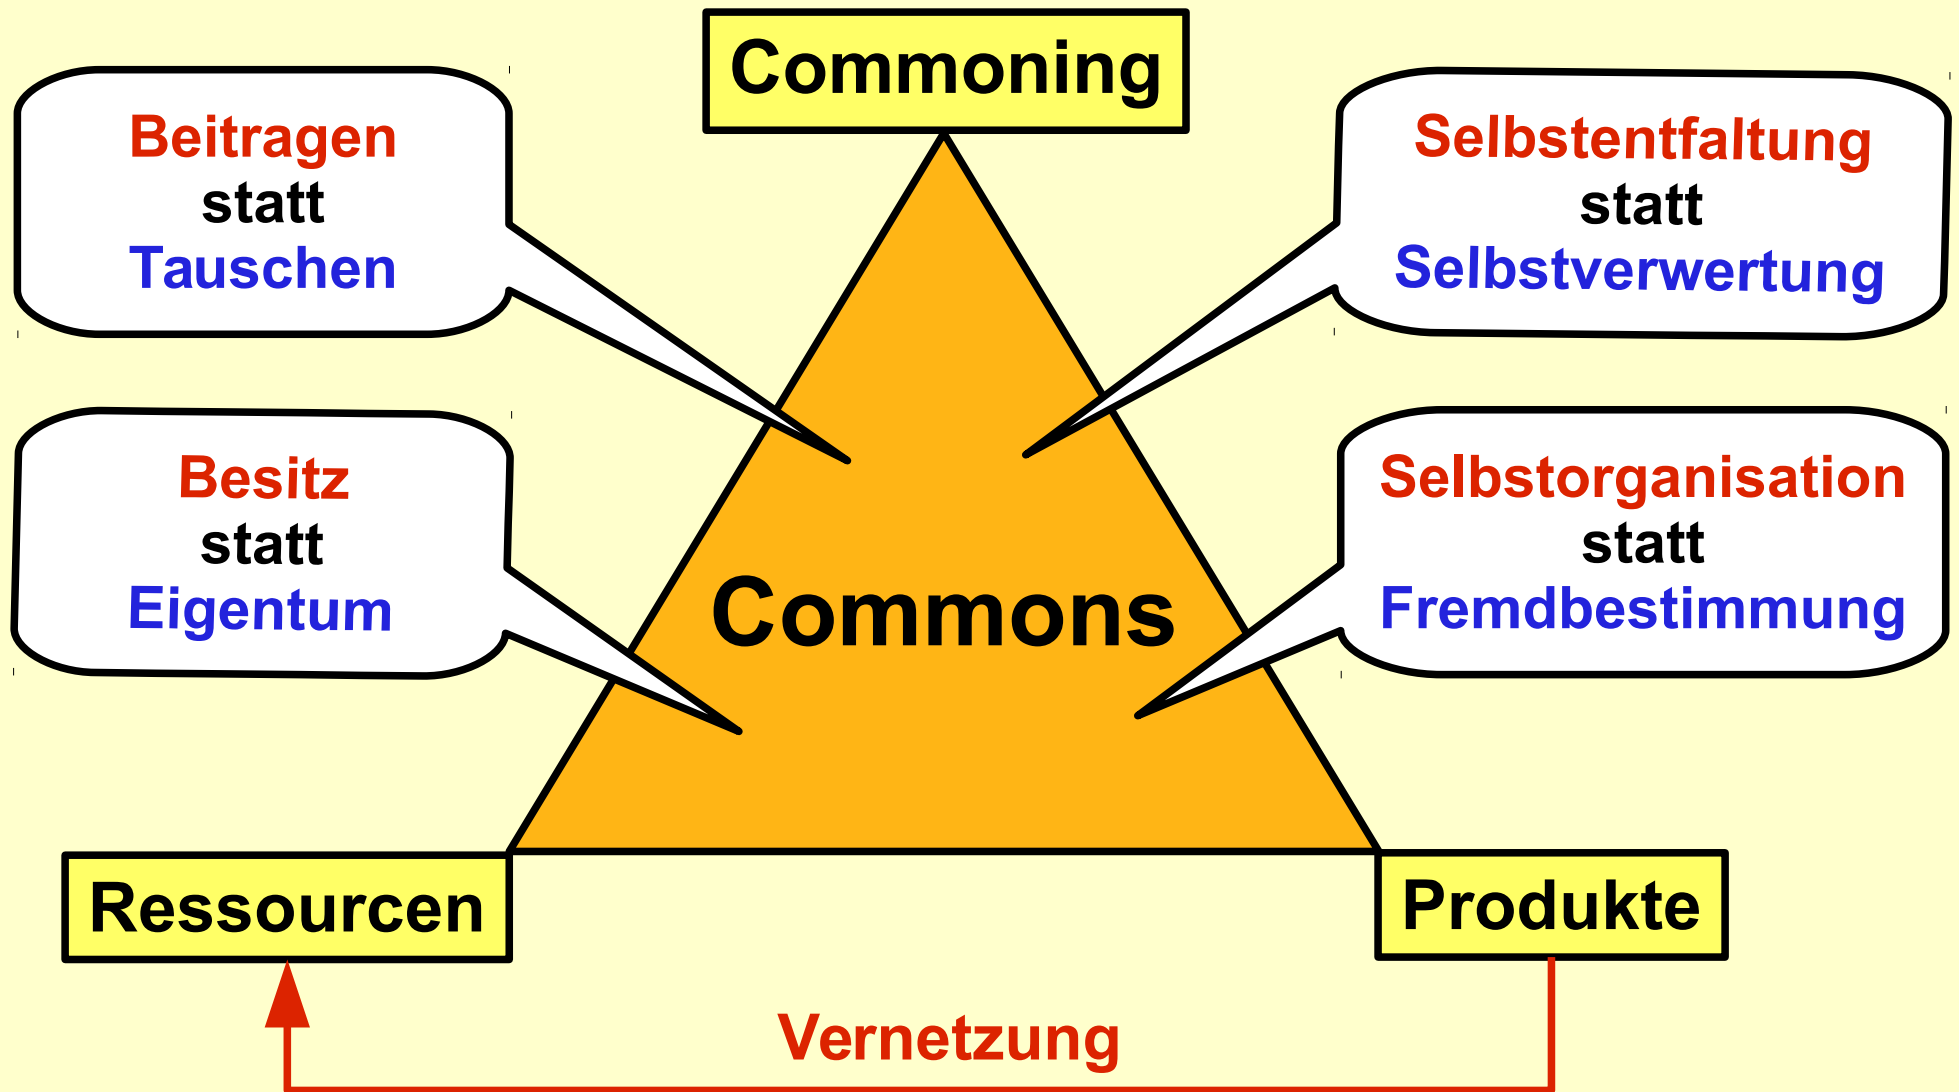 Commoning
Beitragen
statt
Tauschen
Selbstentfaltung
statt
Selbstverwertung
Besitz
statt
Eigentum
Selbstorganisation
statt
Fremdbestimmung
Commons
Ressourcen
Produkte
Vernetzung